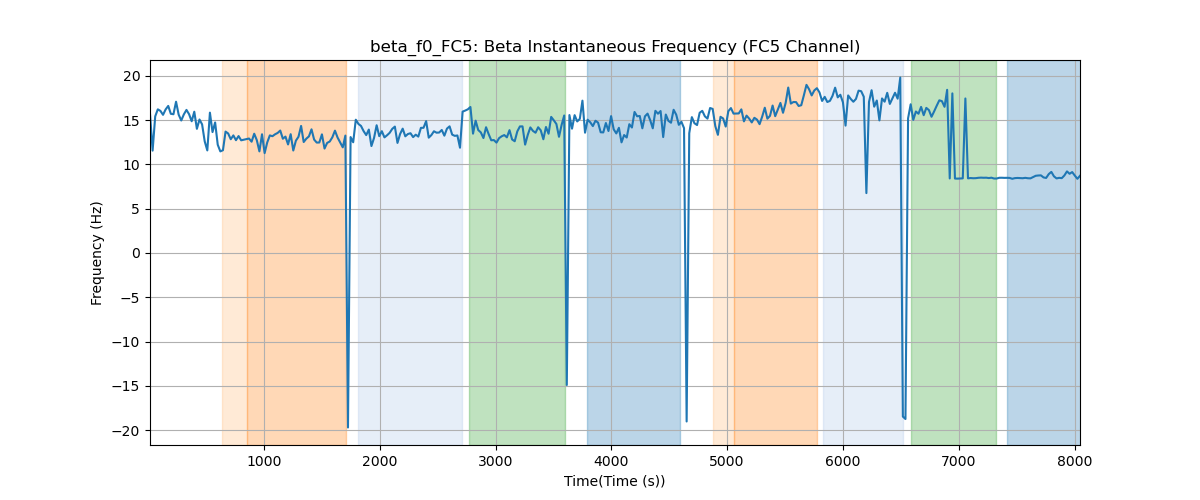 beta_f0_FC5: Beta Instantaneous Frequency (FC5 Channel)
Frequency (Hz)
20
15
10
5
0
−5
−10
−15
−20
1000 2000 3000 4000 5000 6000 7000 8000
Time(Time (s))